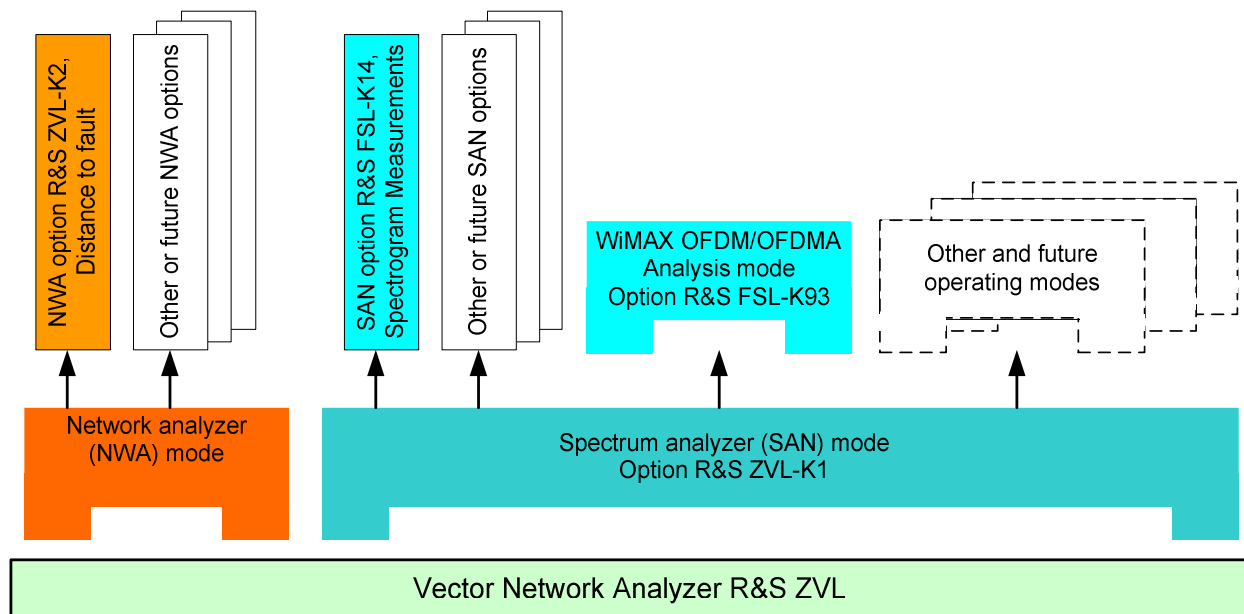 NWA option R&S ZVL-K2,
Distance to fault
Other or future NWA options
SAN option R&S FSL-K14,
Spectrogram Measurements
Other or future SAN options
WiMAX OFDM/OFDMA
Analysis mode
Option R&S FSL-K93
Other and future
operating modes
Network analyzer
(NWA) mode
Spectrum analyzer (SAN) mode
Option R&S ZVL-K1
Vector Network Analyzer R&S ZVL